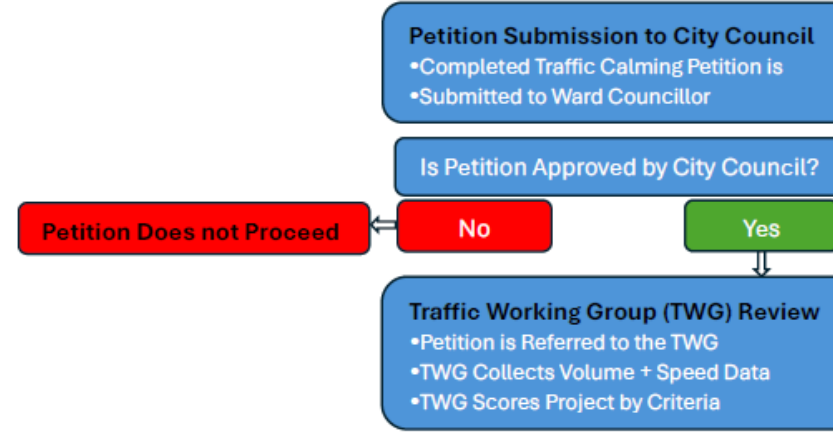 Petition Submission to City Council
•Completed Traffic Calming Petition is
•Submitted to Ward Councillor
Is Petition Approved by City Council?
Petition Does not Proceed
No
Yes
Traffic Working Group (TWG) Review
•Petition is Referred to the TWG
•TWG Collects Volume + Speed Data
•TWG Scores Project by Criteria